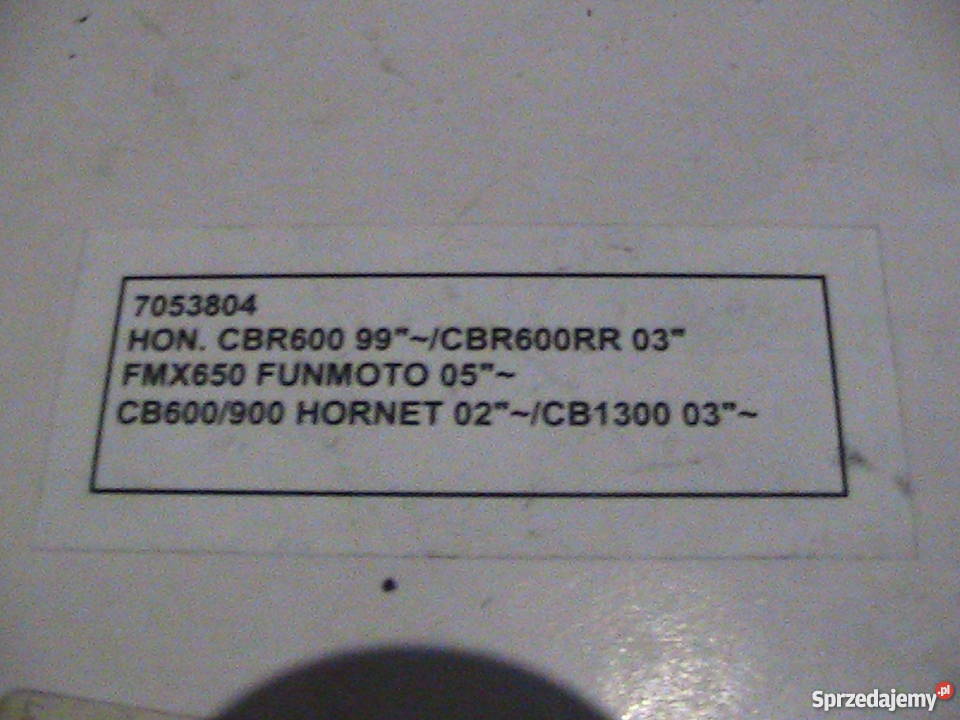 7053804
HON. CBR600 99"~/CBR600RR 03"
FMX650 FUNMOTO 05"~
CB600/900 HORNET 02"~/CB1300 03"~
Sprzedajemy.pl